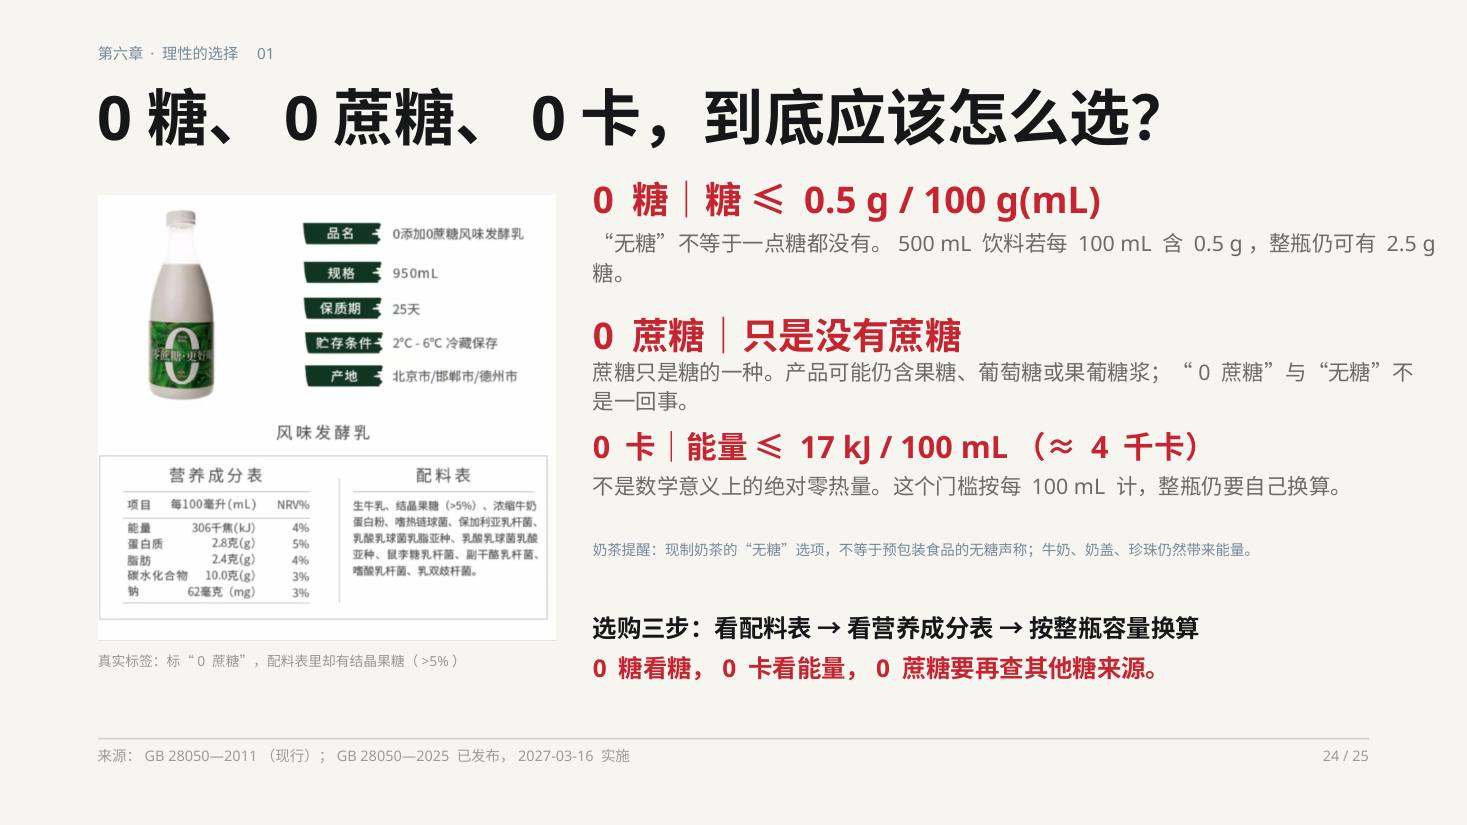 第六章 · 理性的选择 01
0 糖、 0 蔗糖、 0 卡，到底应该怎么选？
品名 0添加0蔗糖风味发酵乳
规格 950mL
保质期 25天
贮存条件 2℃ - 6℃ 冷藏保存
产地 北京市/邯郸市/德州市
风味发酵乳
营养成分表
项目 每100毫升(mL) NRV%
能量 306千焦(kJ) 4%
蛋白质 2.8克(g) 5%
脂肪 2.4克(g) 4%
碳水化合物 10.0克(g) 3%
钠 62毫克（mg） 3%
配料表
生牛乳、结晶果糖（>5%）、浓缩牛奶
蛋白粉、嗜热链球菌、保加利亚乳杆菌、
乳酸乳球菌乳脂亚种、乳酸乳球菌乳酸
亚种、鼠李糖乳杆菌、副干酪乳杆菌、
嗜酸乳杆菌、乳双歧杆菌。
真实标签：标“ 0 蔗糖”，配料表里却有结晶果糖（ >5% ）
0 糖｜糖 ≤ 0.5 g / 100 g(mL)
“无糖”不等于一点糖都没有。 500 mL 饮料若每 100 mL 含 0.5 g ，整瓶仍可有 2.5 g
糖。
0 蔗糖｜只是没有蔗糖
蔗糖只是糖的一种。产品可能仍含果糖、葡萄糖或果葡糖浆；“ 0 蔗糖”与“无糖”不
是一回事。
0 卡｜能量 ≤ 17 kJ / 100 mL （≈ 4 千卡）
不是数学意义上的绝对零热量。这个门槛按每 100 mL 计，整瓶仍要自己换算。
奶茶提醒：现制奶茶的“无糖”选项，不等于预包装食品的无糖声称；牛奶、奶盖、珍珠仍然带来能量。
选购三步：看配料表 → 看营养成分表 → 按整瓶容量换算
0 糖看糖， 0 卡看能量， 0 蔗糖要再查其他糖来源。
来源： GB 28050—2011 （现行）； GB 28050—2025 已发布， 2027-03-16 实施
24 / 25